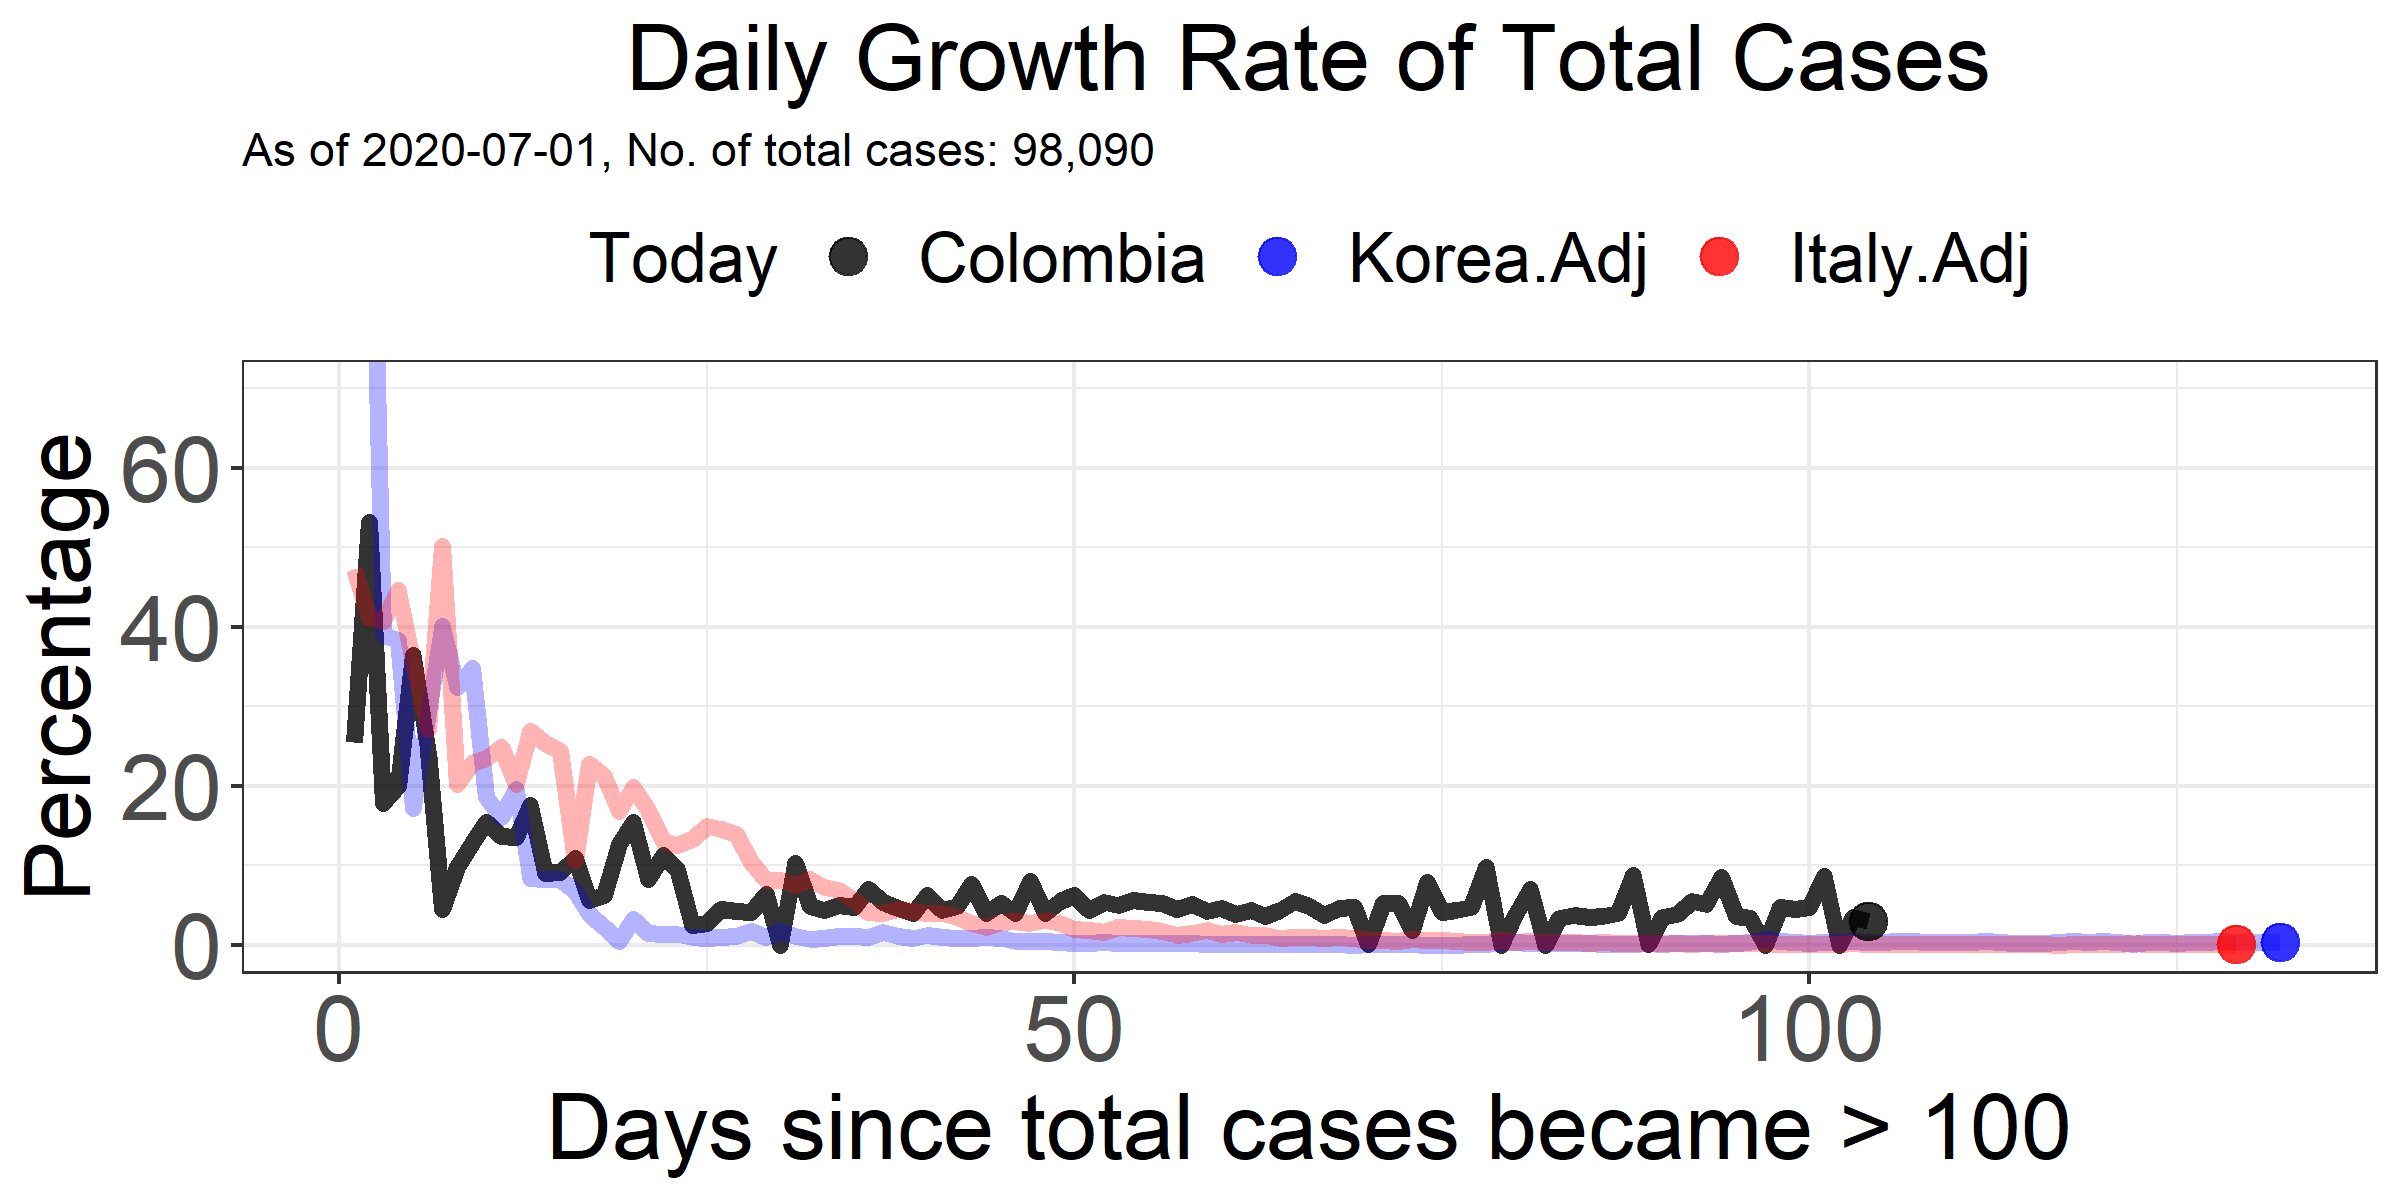 Daily Growth Rate of Total Cases
As of 2020-07-01, No. of total cases: 98,090
Today Colombia Korea.Adj Italy.Adj
Percentage
60
40
20
0
0 50 100
Days since total cases became > 100